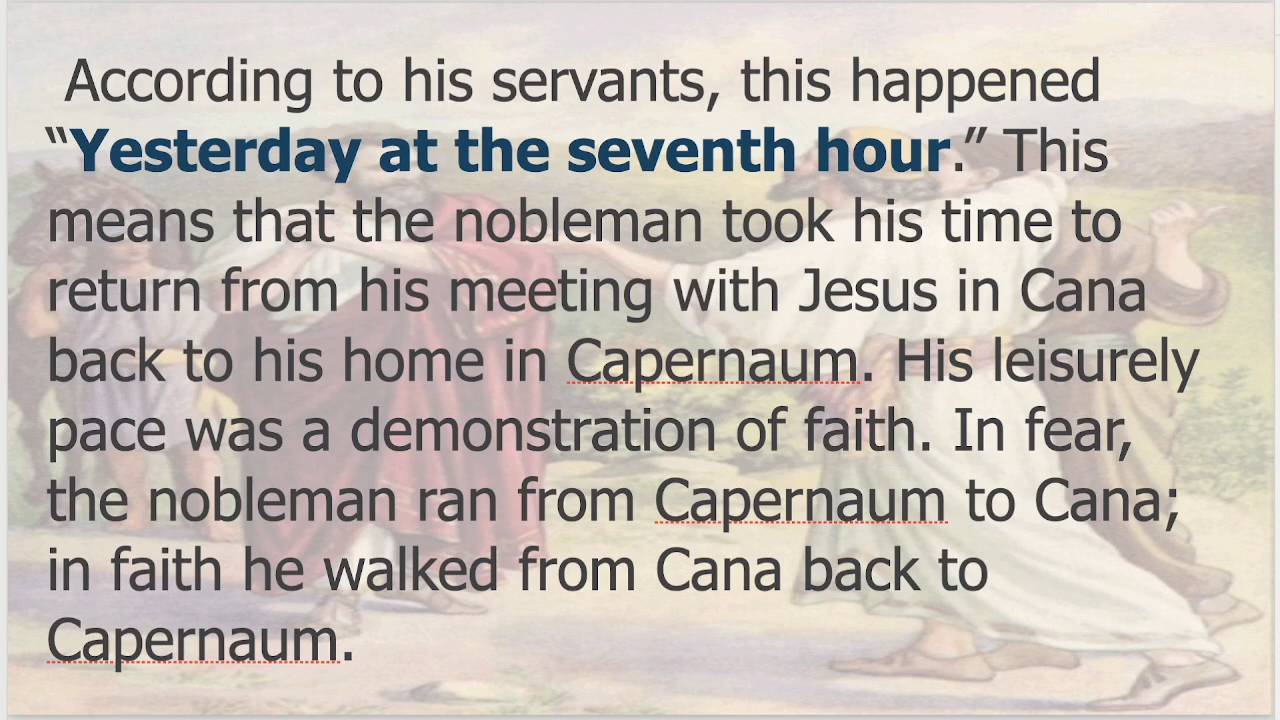 According to his servants, this happened
“Yesterday at the seventh hour.” This
means that the nobleman took his time to
return from his meeting with Jesus in Cana
back to his home in Capernaum. His leisurely
pace was a demonstration of faith. In fear,
the nobleman ran from Capernaum to Cana;
in faith he walked from Cana back to
Capernaum.